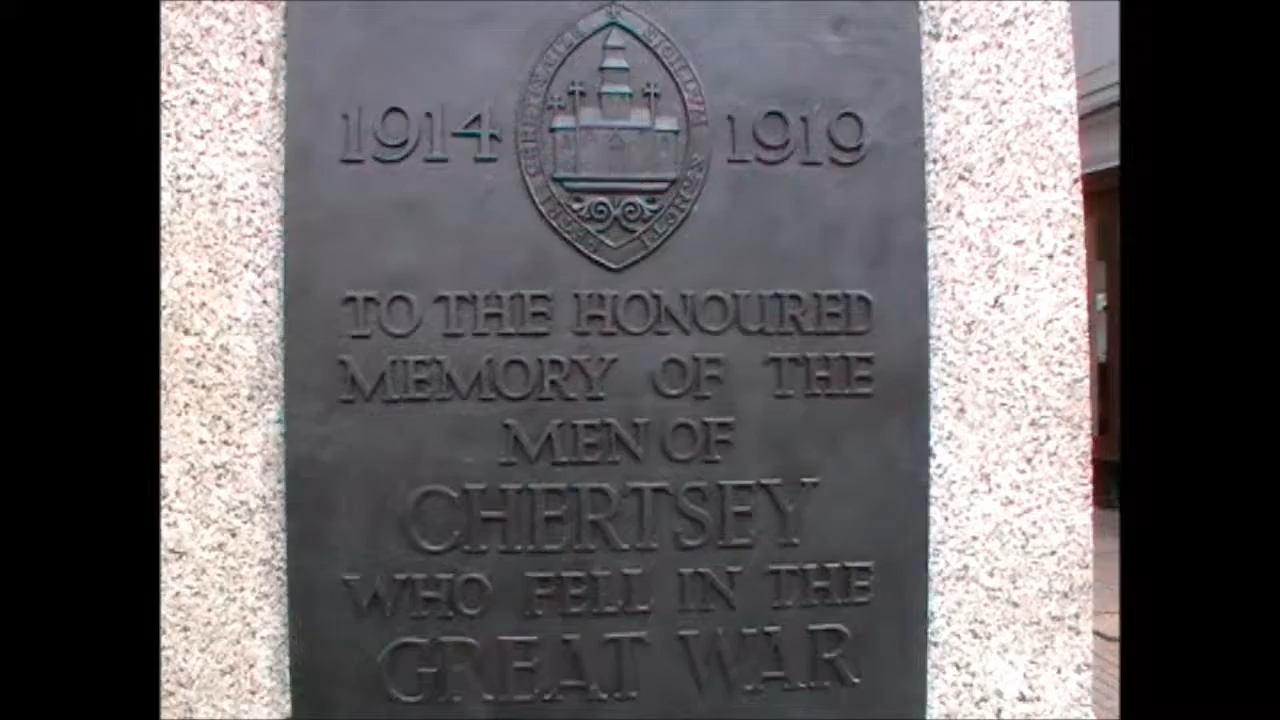 1914 1919
TO THE HONOURED
MEMORY OF THE
MEN OF
CHERTSEY
WHO FELL IN THE
GREAT WAR